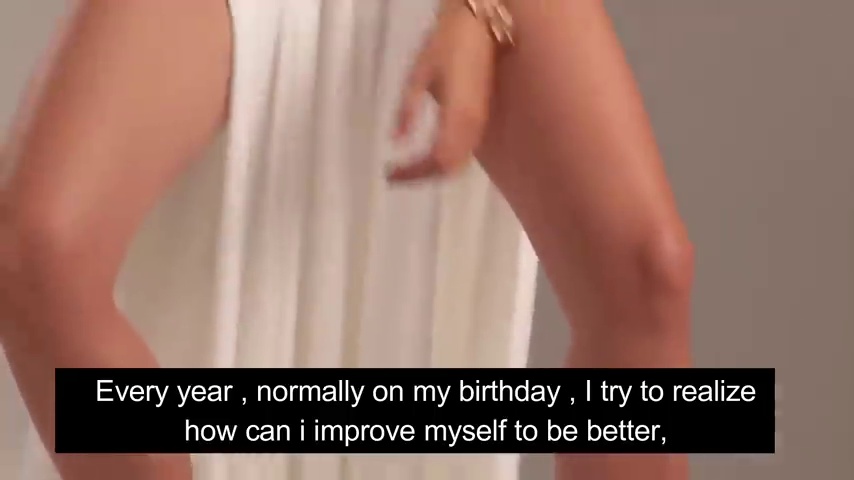 Every year , normally on my birthday , I try to realize
how can i improve myself to be better,